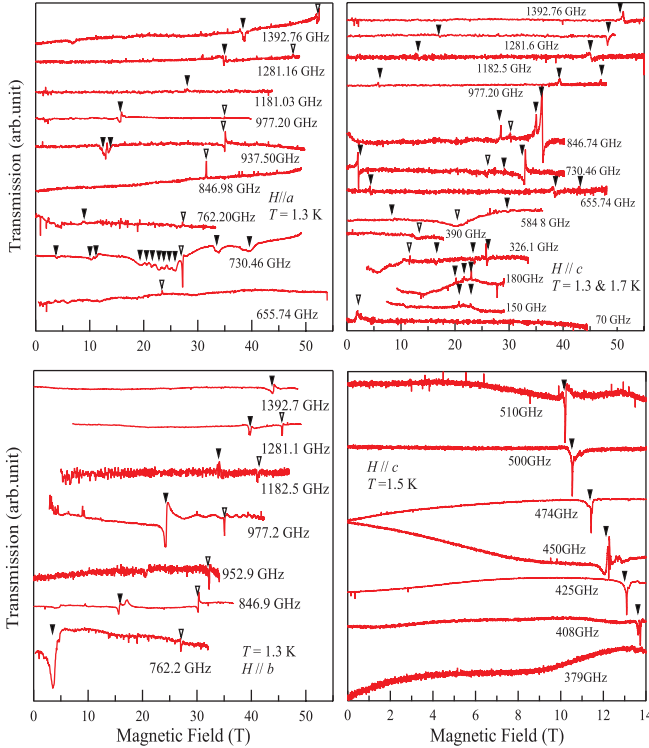 Transmission (arb.unit)
1392.76 GHz
1281.16 GHz
1181.03 GHz
977.20 GHz
937.50GHz
846.98 GHz
H//a
T = 1.3 K
762.20GHz
730.46 GHz
655.74 GHz
0 10 20 30 40 50
1392.76 GHz
1281.6 GHz
1182.5 GHz
977.20 GHz
846.74 GHz
730.46 GHz
655.74 GHz
584 8 GHz
390 GHz
326.1 GHz
H // c
180GHz
T = 1.3 & 1.7 K
150 GHz
70 GHz
0 10 20 30 40 50
Transmission (arb.unit)
1392.7 GHz
1281.1 GHz
1182.5 GHz
977.2 GHz
952.9 GHz
846.9 GHz
T = 1.3 K
762.2 GHz
H // b
0 10 20 30 40 50
Magnetic Field (T)
510GHz
500GHz
H // c
T =1.5 K
474GHz
450GHz
425GHz
408GHz
379GHz
0 2 4 6 8 10 12 14
Magnetic Field (T)